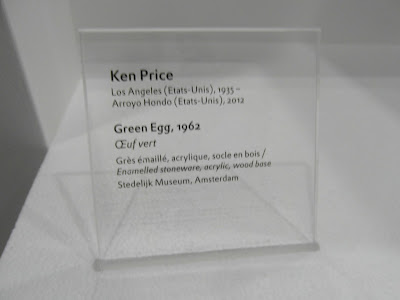 Ken Price
Los Angeles (Etats-Unis), 1935 –
Arroyo Hondo (Etats-Unis), 2012
Green Egg, 1962
Œuf vert
Grès émaillé, acrylique, socle en bois /
Enamelled stoneware, acrylic, wood base
Stedelijk Museum, Amsterdam